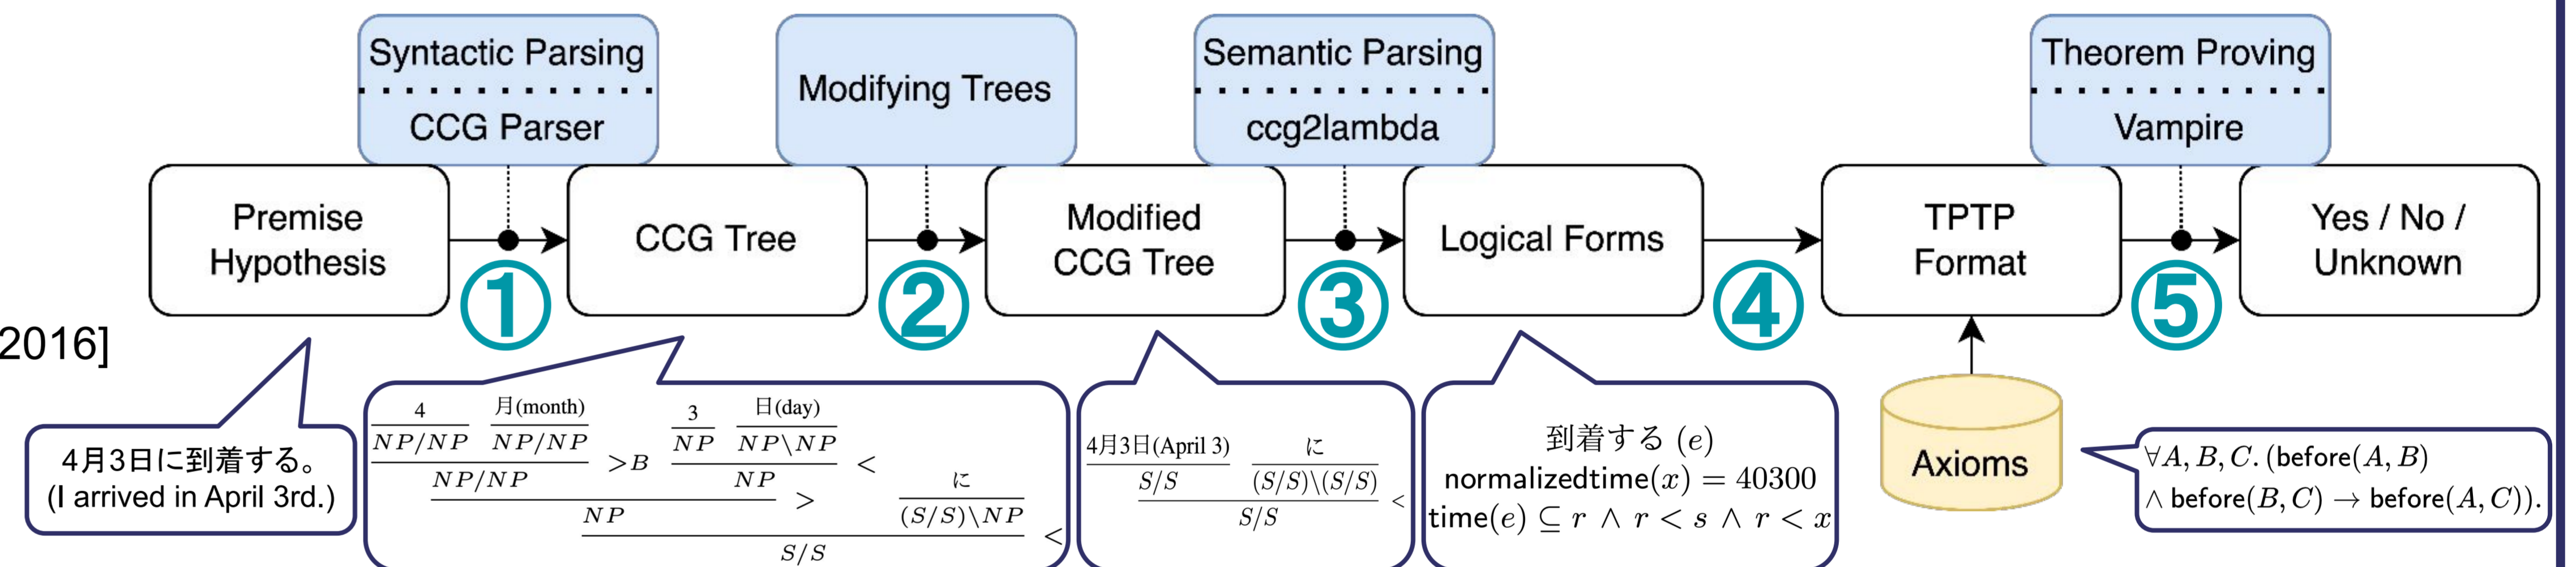 Syntactic Parsing
CCG Parser
Modifying Trees
Semantic Parsing
ccg2lambda
Theorem Proving
Vampire
Premise
Hypothesis
CCG Tree
Modified
CCG Tree
Logical Forms
TPTP
Format
Yes / No /
Unknown
①
②
③
④
⑤
2016]
4月3日に到着する。
(I arrived in April 3rd.)
4 月(month) 3 日(day)
NP/NP NP/NP >B NP NP\NP <
NP/NP NP に
> (S/S)\NP
NP <
S/S
4月3日(April 3) に
S/S (S/S)\(S/S) <
S/S
到着する (e)
normalizedtime(x) = 40300
time(e) ⊆ r ∧ r < s ∧ r < x
Axioms
∀A, B, C. (before(A, B)
∧ before(B, C) → before(A, C)).